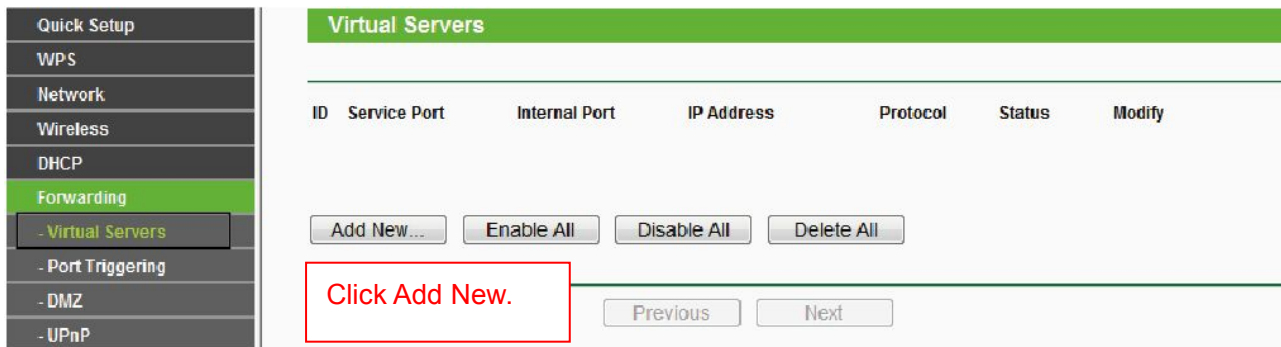 Quick Setup
WPS
Network
Wireless
DHCP
Forwarding
- Virtual Servers
- Port Triggering
- DMZ
- UPnP
Virtual Servers
ID Service Port Internal Port IP Address Protocol Status Modify
Add New... Enable All Disable All Delete All
Click Add New.
Previous Next